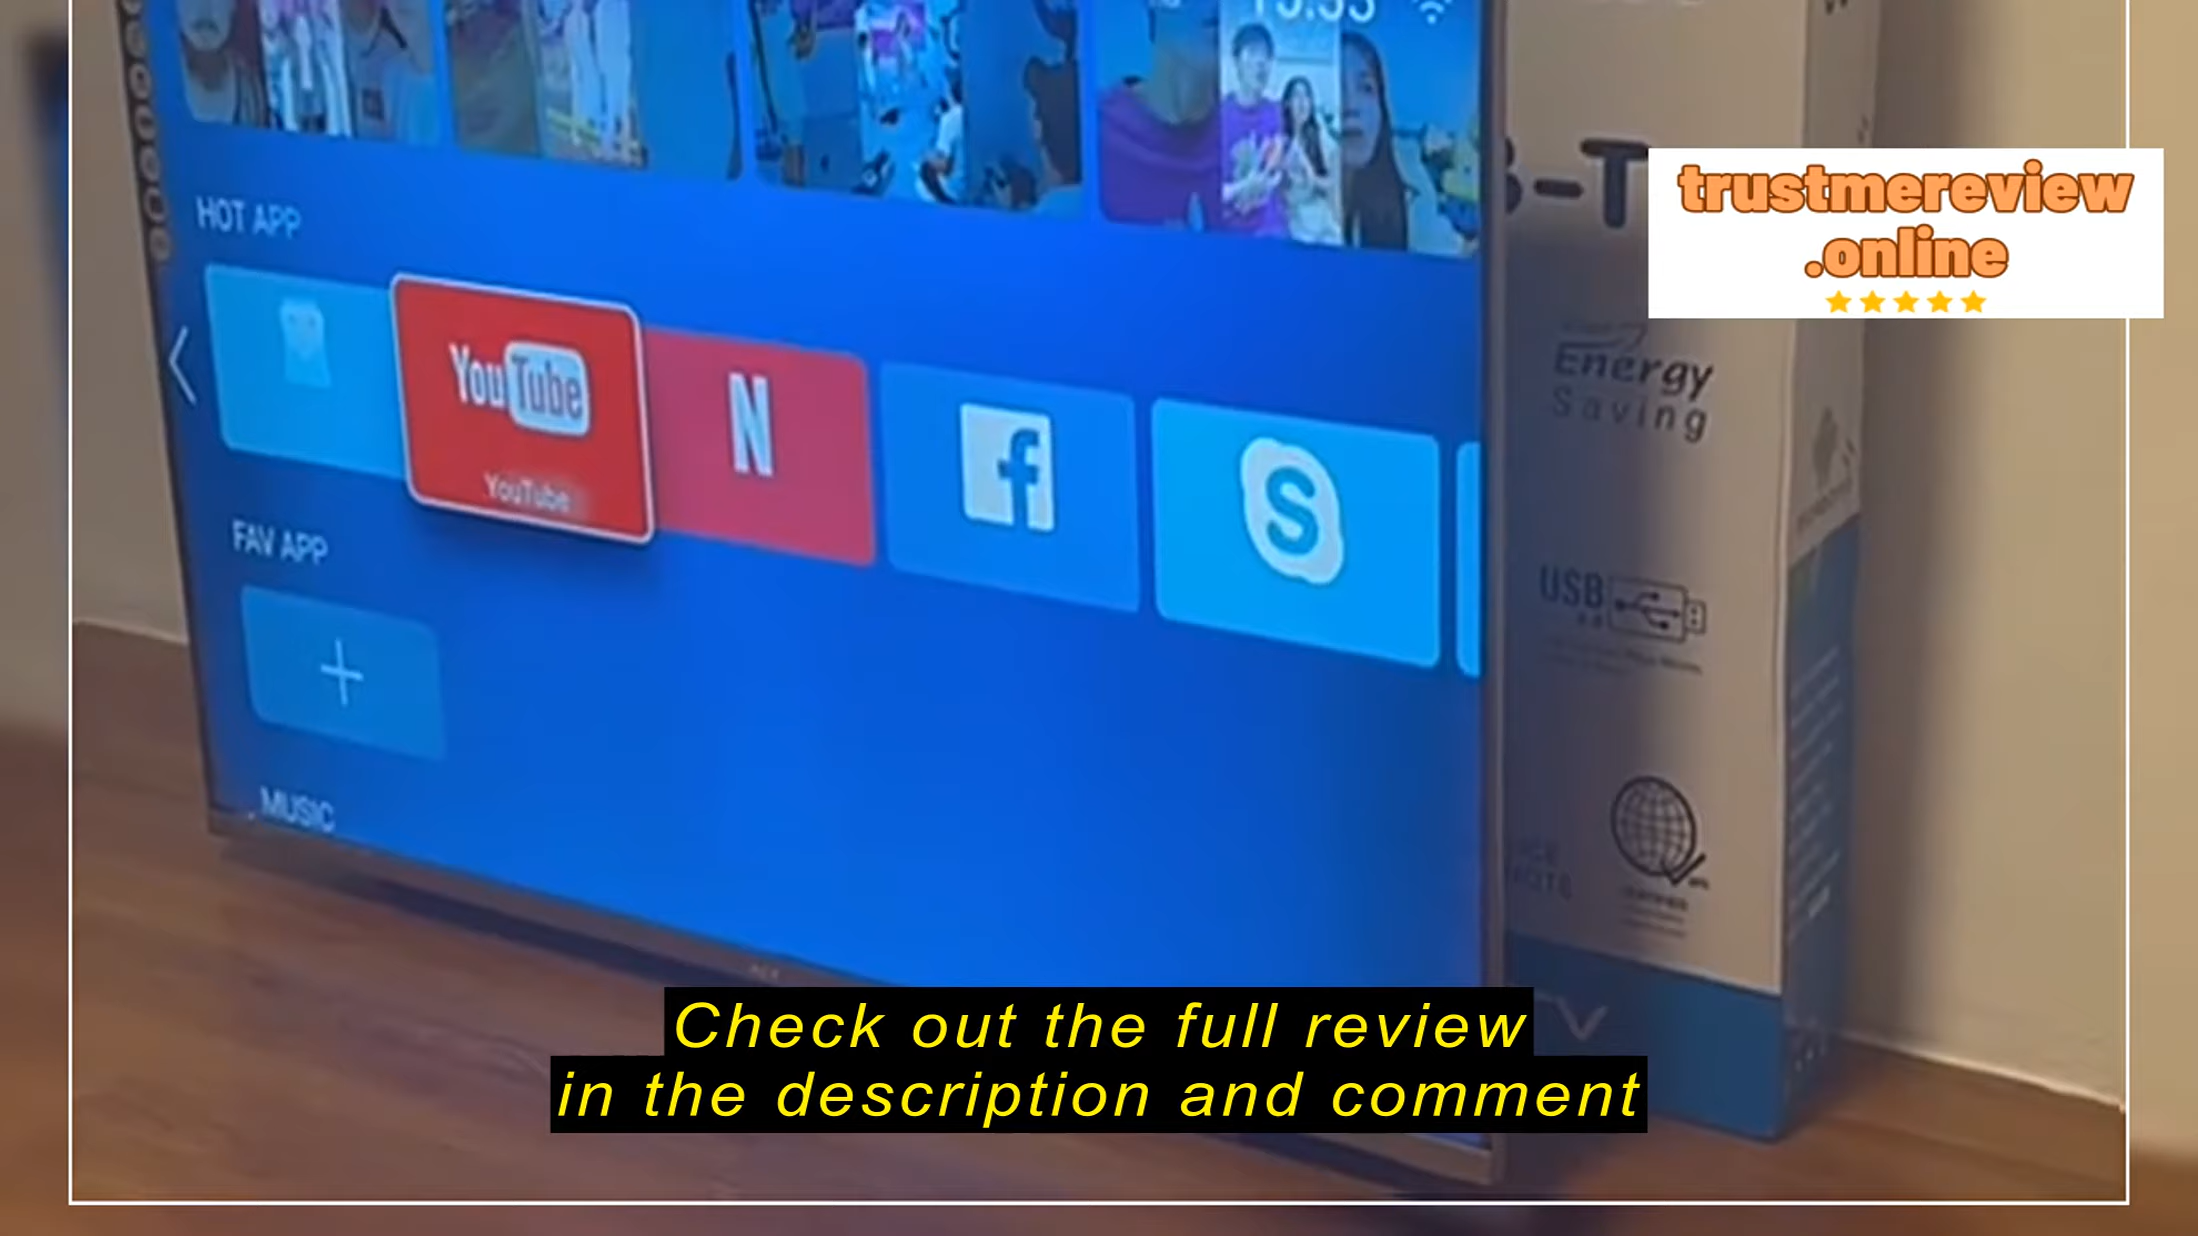 HOT APP
YouTube
YouTube
N
f
S
FAV APP
+
MUSIC
trustmereview
.online
Energy
Saving
USB
TV
Check out the full review
in the description and comment